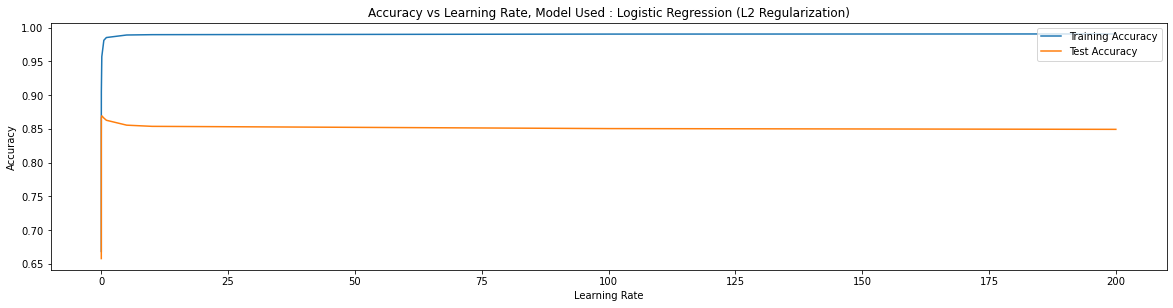 Accuracy vs Learning Rate, Model Used : Logistic Regression (L2 Regularization)
Training Accuracy
Test Accuracy
Accuracy
1.00
0.95
0.90
0.85
0.80
0.75
0.70
0.65
0 25 50 75 100 125 150 175 200
Learning Rate